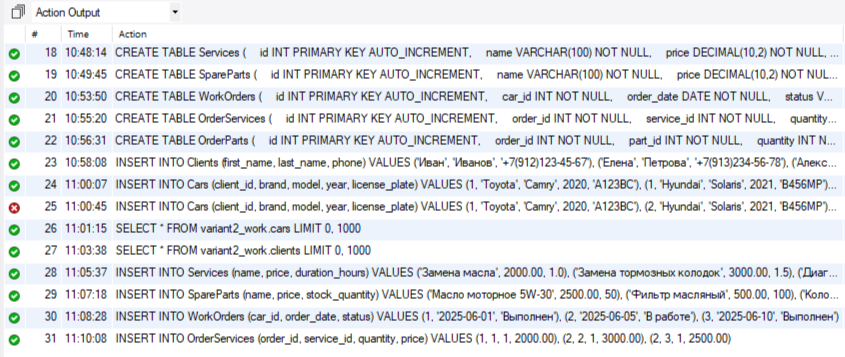 Action Output
# Time Action
18 10:48:14 CREATE TABLE Services ( id INT PRIMARY KEY AUTO_INCREMENT, name VARCHAR(100) NOT NULL, price DECIMAL(10,2) NOT NULL, ...
19 10:49:45 CREATE TABLE SpareParts ( id INT PRIMARY KEY AUTO_INCREMENT, name VARCHAR(100) NOT NULL, price DECIMAL(10,2) NOT NUL...
20 10:53:50 CREATE TABLE WorkOrders ( id INT PRIMARY KEY AUTO_INCREMENT, car_id INT NOT NULL, order_date DATE NOT NULL, status V...
21 10:55:20 CREATE TABLE OrderServices ( id INT PRIMARY KEY AUTO_INCREMENT, order_id INT NOT NULL, service_id INT NOT NULL, quantity...
22 10:56:31 CREATE TABLE OrderParts ( id INT PRIMARY KEY AUTO_INCREMENT, order_id INT NOT NULL, part_id INT NOT NULL, quantity INT N...
23 10:58:08 INSERT INTO Clients (first_name, last_name, phone) VALUES ('Иван', 'Иванов', '+7(912)123-45-67'), ('Елена', 'Петрова', '+7(913)234-56-78'), ('Алекс...
24 11:00:07 INSERT INTO Cars (client_id, brand, model, year, license_plate) VALUES (1, 'Toyota', 'Camry', 2020, 'A123BC'), (1, 'Hyundai', 'Solaris', 2021, 'B456MP')...
25 11:00:45 INSERT INTO Cars (client_id, brand, model, year, license_plate) VALUES (1, 'Toyota', 'Camry', 2020, 'A123BC'), (2, 'Hyundai', 'Solaris', 2021, 'B456MP')...
26 11:01:15 SELECT * FROM variant2_work.cars LIMIT 0, 1000
27 11:03:38 SELECT * FROM variant2_work.clients LIMIT 0, 1000
28 11:05:37 INSERT INTO Services (name, price, duration_hours) VALUES ('Замена масла', 2000.00, 1.0), ('Замена тормозных колодок', 3000.00, 1.5), ('Диаг...
29 11:07:18 INSERT INTO SpareParts (name, price, stock_quantity) VALUES ('Масло моторное 5W-30', 2500.00, 50), ('Фильтр масляный', 500.00, 100), ('Коло...
30 11:08:28 INSERT INTO WorkOrders (car_id, order_date, status) VALUES (1, '2025-06-01', 'Выполнен'), (2, '2025-06-05', 'В работе'), (3, '2025-06-10', 'Выполнен')
31 11:10:08 INSERT INTO OrderServices (order_id, service_id, quantity, price) VALUES (1, 1, 1, 2000.00), (2, 2, 1, 3000.00), (2, 3, 1, 2500.00)